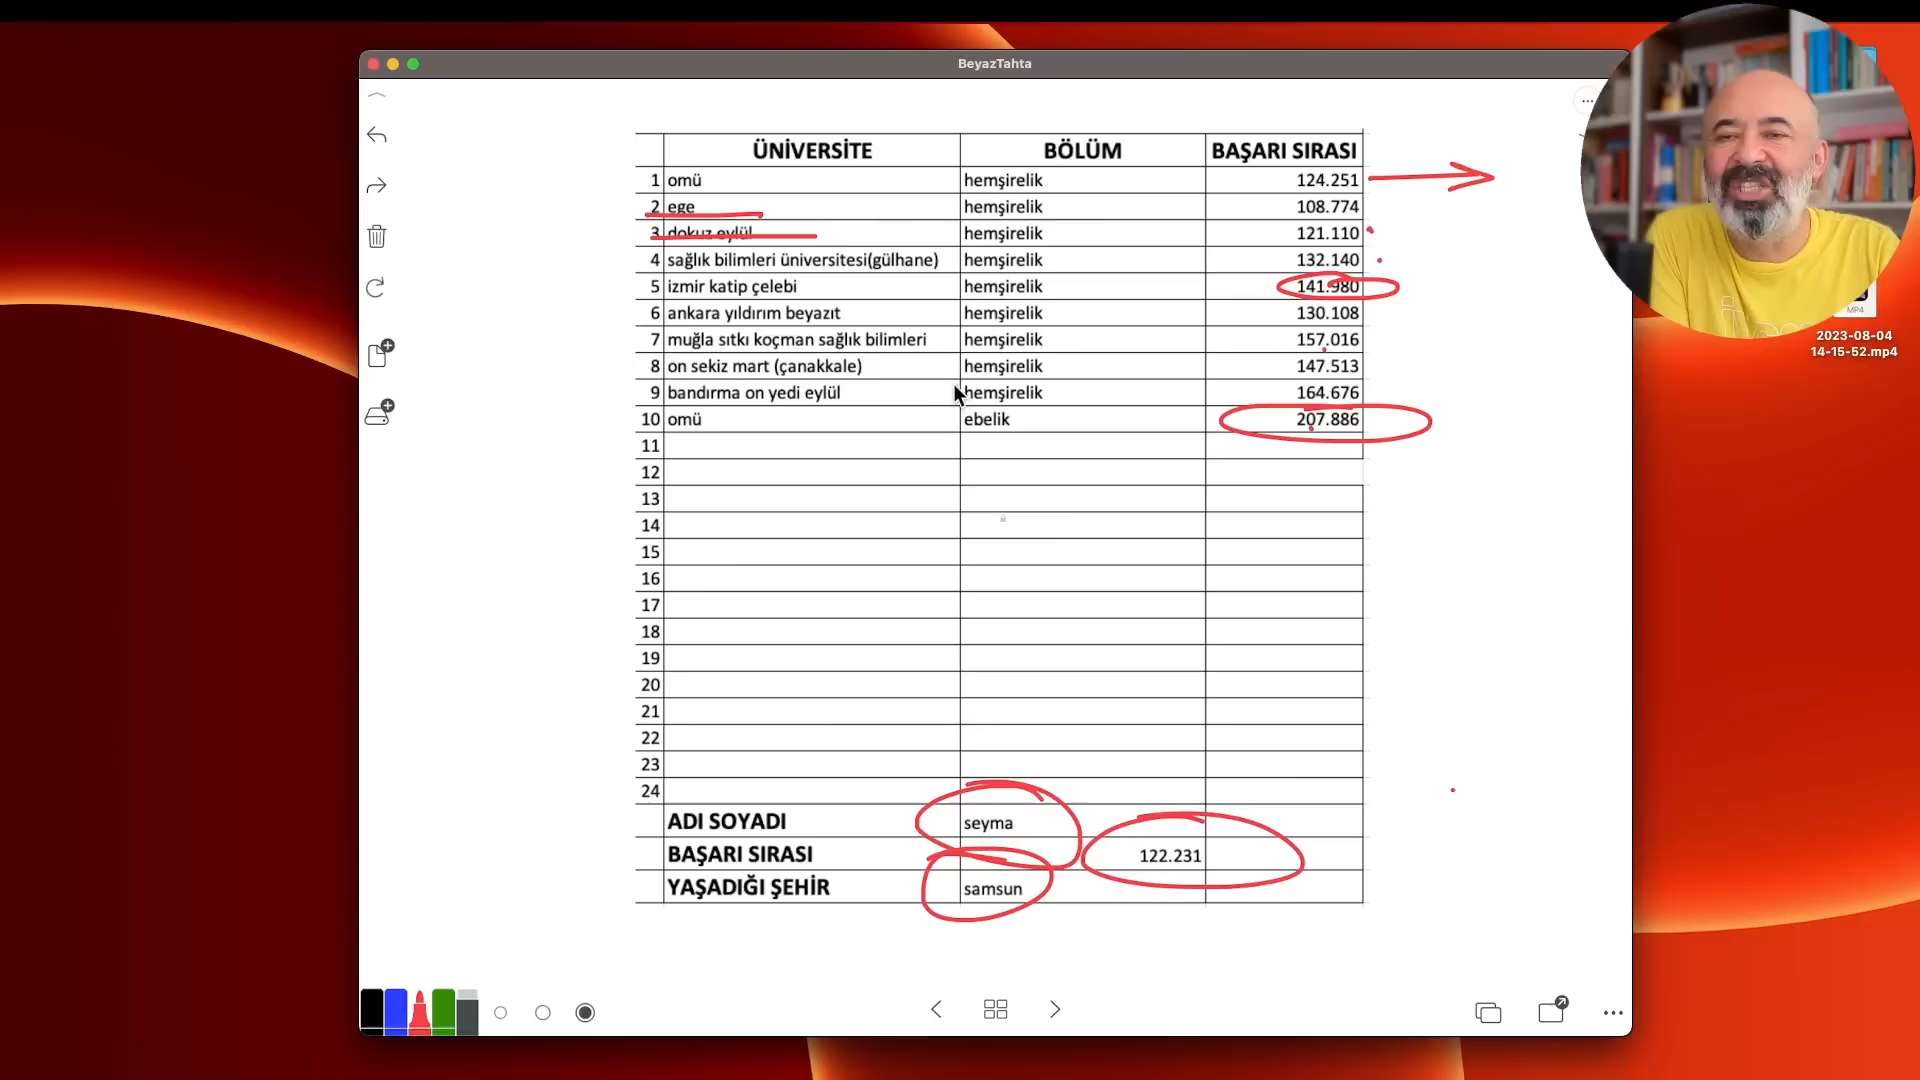 BeyazTahta
ÜNİVERSİTE BÖLÜM BAŞARI SIRASI
1 omü hemşirelik 124.251
2 ege hemşirelik 108.774
3 dokuz eylül hemşirelik 121.110
4 sağlık bilimleri üniversitesi(gülhane) hemşirelik 132.140
5 izmir katip çelebi hemşirelik 141.980
6 ankara yıldırım beyazıt hemşirelik 130.108
7 muğla sıtkı koçman sağlık bilimleri hemşirelik 157.016
8 on sekiz mart (çanakkale) hemşirelik 147.513
9 bandırma on yedi eylül hemşirelik 164.676
10 omü ebelik 207.886
11
12
13
14
15
16
17
18
19
20
21
22
23
24
ADI SOYADI seyma
BAŞARI SIRASI 122.231
YAŞADIĞI ŞEHİR samsun
MP4
2023-08-04
14-15-52.mp4